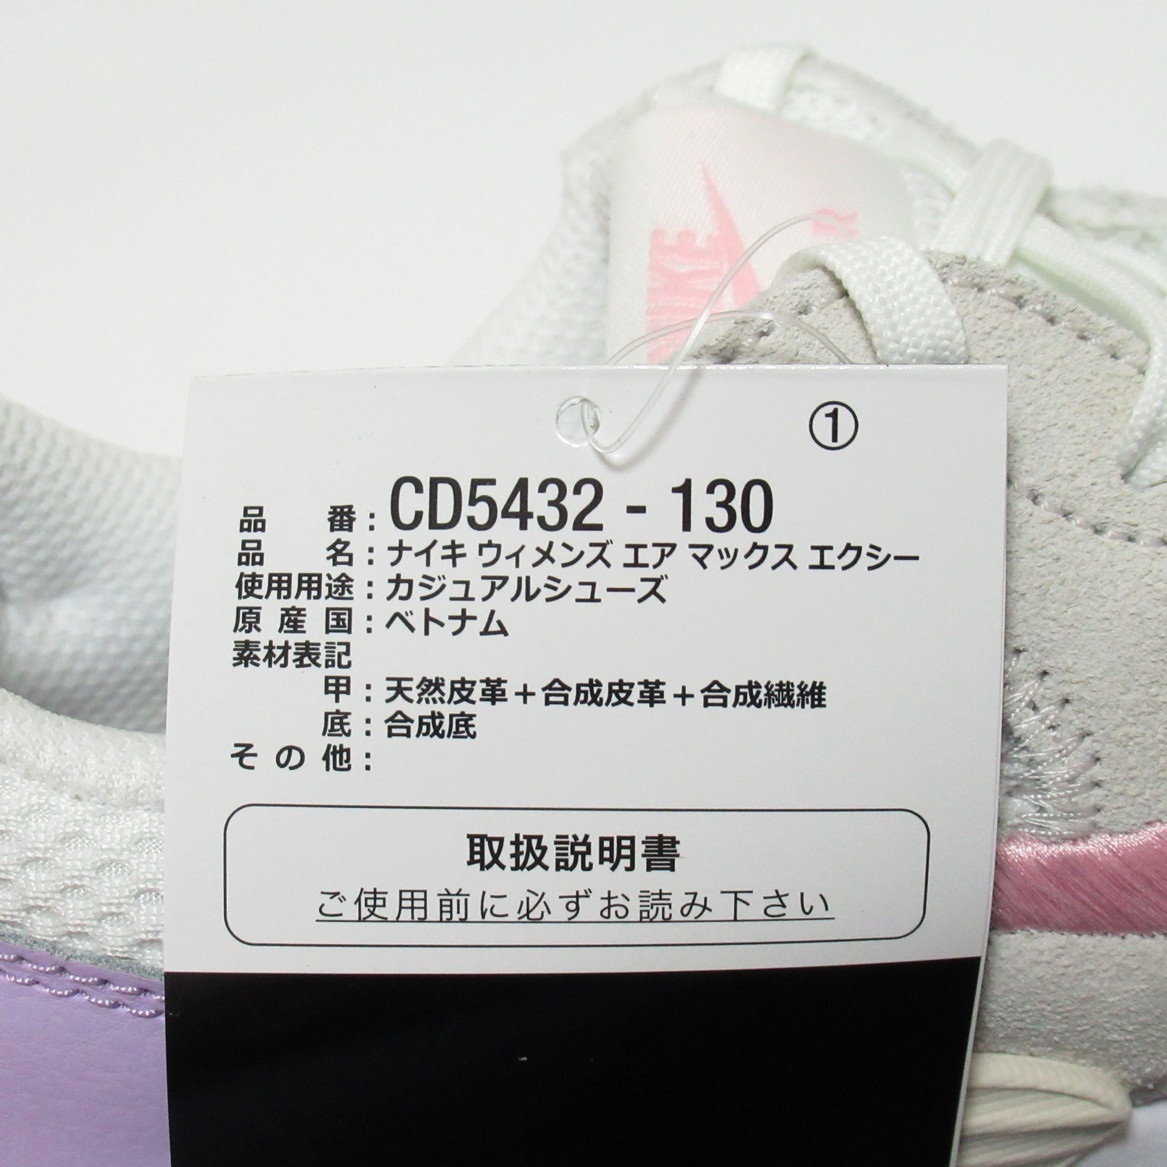 NIKE
①
品番：CD5432 - 130
品名：ナイキ ウィメンズ エア マックス エクシー
使用用途：カジュアルシューズ
原産国：ベトナム
素材表記
甲：天然皮革＋合成皮革＋合成繊維
底：合成底
その他：
取扱説明書
ご使用前に必ずお読み下さい